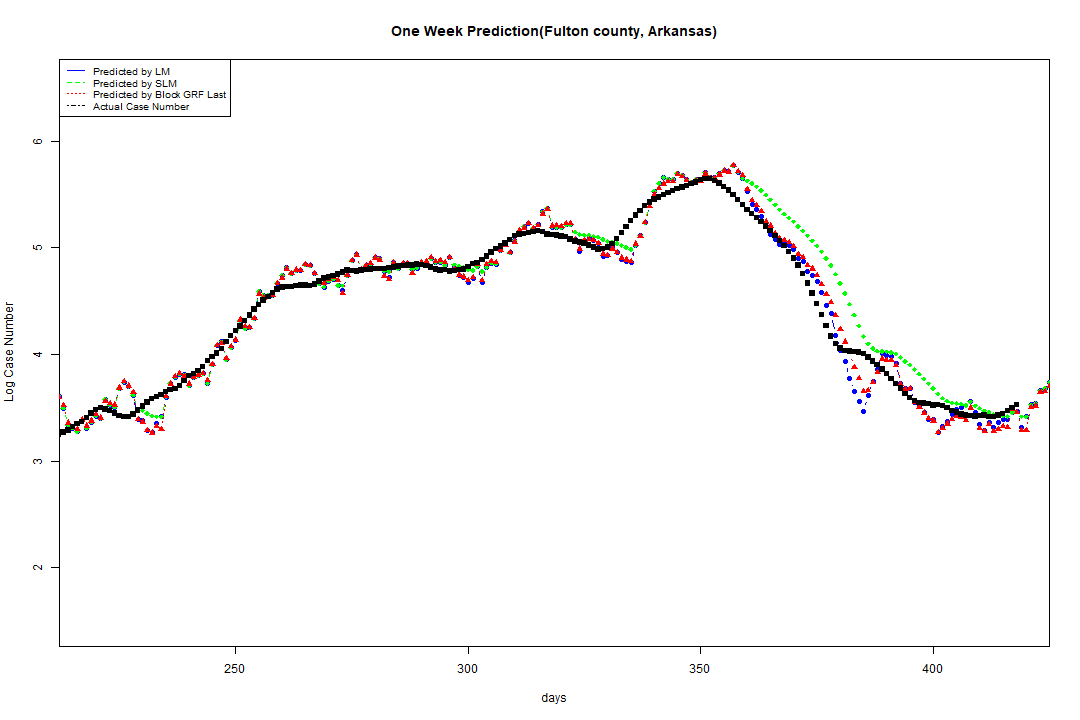 One Week Prediction(Fulton county, Arkansas)
Predicted by LM
Predicted by SLM
Predicted by Block GRF Last
Actual Case Number
6
5
4
3
2
Log Case Number
250 300 350 400
days